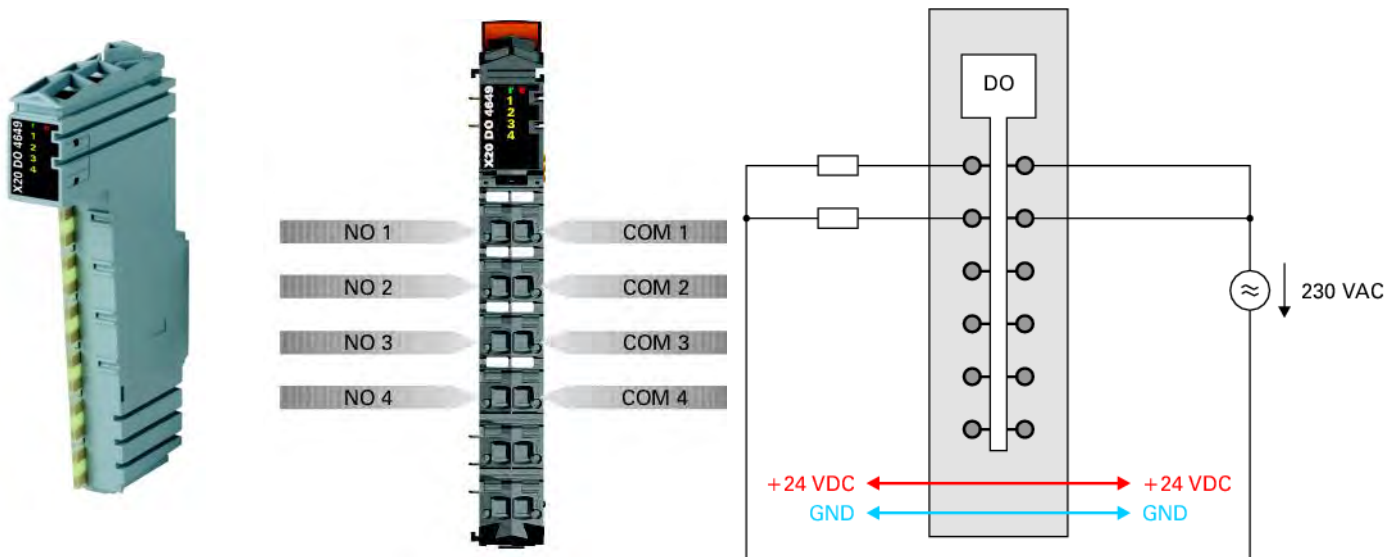 X20 DO 4649
r e
1
2
3
4
X20 DO 4649
r e
1
2
3
4
NO 1
COM 1
NO 2
COM 2
NO 3
COM 3
NO 4
COM 4
DO
≈
230 VAC
+24 VDC
+24 VDC
GND
GND